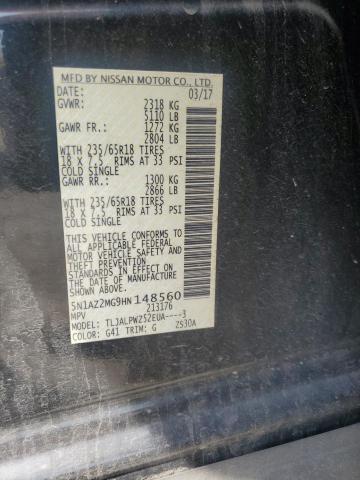 MFD BY NISSAN MOTOR CO., LTD.
DATE: 03/17
GVWR: 2318 KG
5110 LB
GAWR FR.: 1272 KG
2804 LB
WITH 235/65R18 TIRES
18 X 7.5 RIMS AT 33 PSI
COLD SINGLE
GAWR RR.: 1300 KG
2866 LB
WITH 235/65R18 TIRES
18 X 7.5 RIMS AT 33 PSI
COLD SINGLE
THIS VEHICLE CONFORMS TO
ALL APPLICABLE FEDERAL
MOTOR VEHICLE SAFETY AND
THEFT PREVENTION
STANDARDS IN EFFECT ON
THE DATE OF MANUFACTURE
SHOWN ABOVE.
5N1AZ2MG9HN148560
MPV 213176
MODEL: TLJALPWZ52EUA----3
COLOR: G41 TRIM: G ZS30A